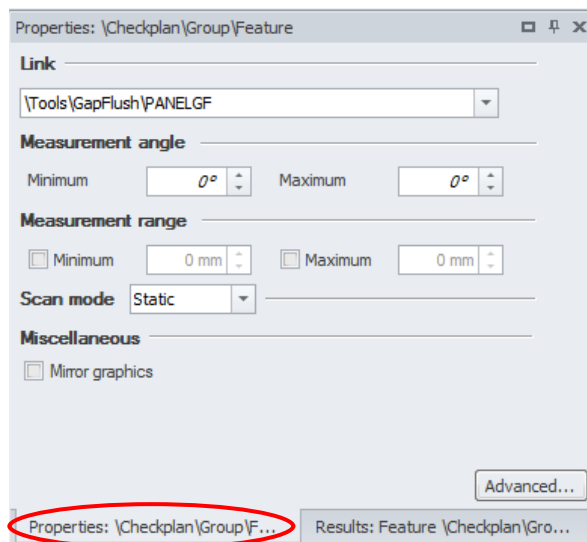 Properties: \Checkplan\Group\Feature
Link
\Tools\GapFlush\PANELGF
Measurement angle
Minimum 0° Maximum 0°
Measurement range
Minimum 0 mm Maximum 0 mm
Scan mode Static
Miscellaneous
Mirror graphics
Advanced...
Properties: \Checkplan\Group\F... Results: Feature \Checkplan\Gro...